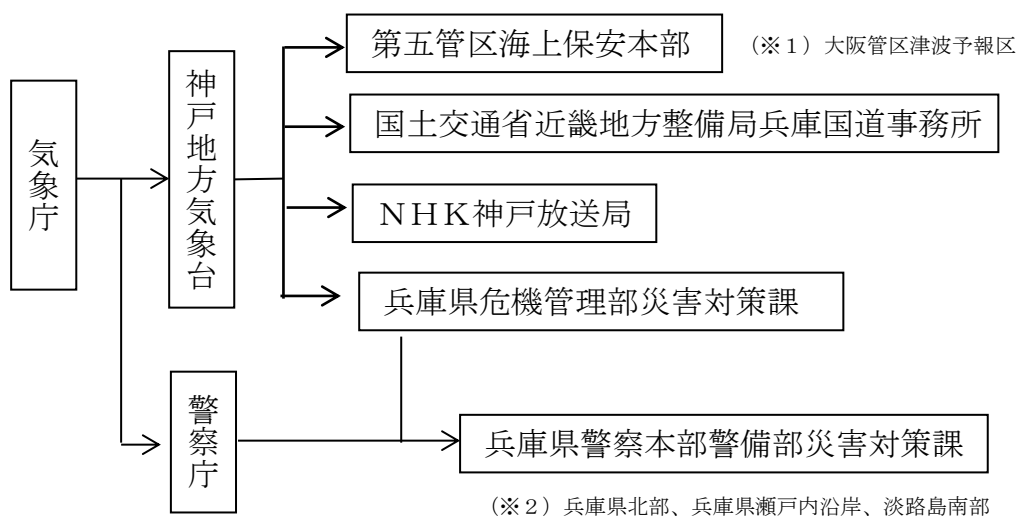 第五管区海上保安本部
(※1)大阪管区津波予報区
国土交通省近畿地方整備局兵庫国道事務所
気象庁
神戸地方気象台
NHK神戸放送局
兵庫県危機管理部災害対策課
警察庁
兵庫県警察本部警備部災害対策課
(※2)兵庫県北部、兵庫県瀬戸内沿岸、淡路島南部